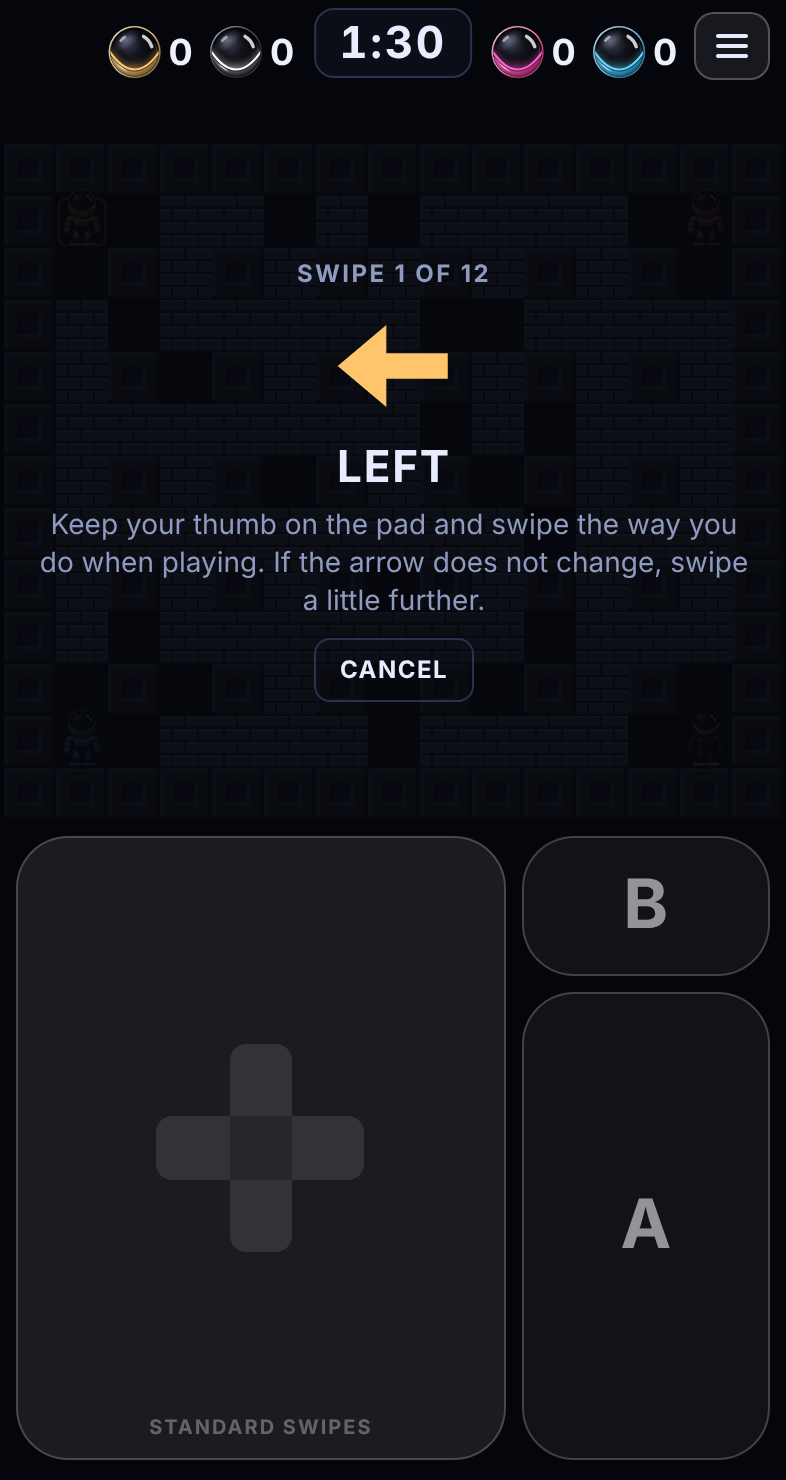 0 0 1:30 0 0
SWIPE 1 OF 12
LEFT
Keep your thumb on the pad and swipe the way you
do when playing. If the arrow does not change, swipe
a little further.
CANCEL
B
A
STANDARD SWIPES